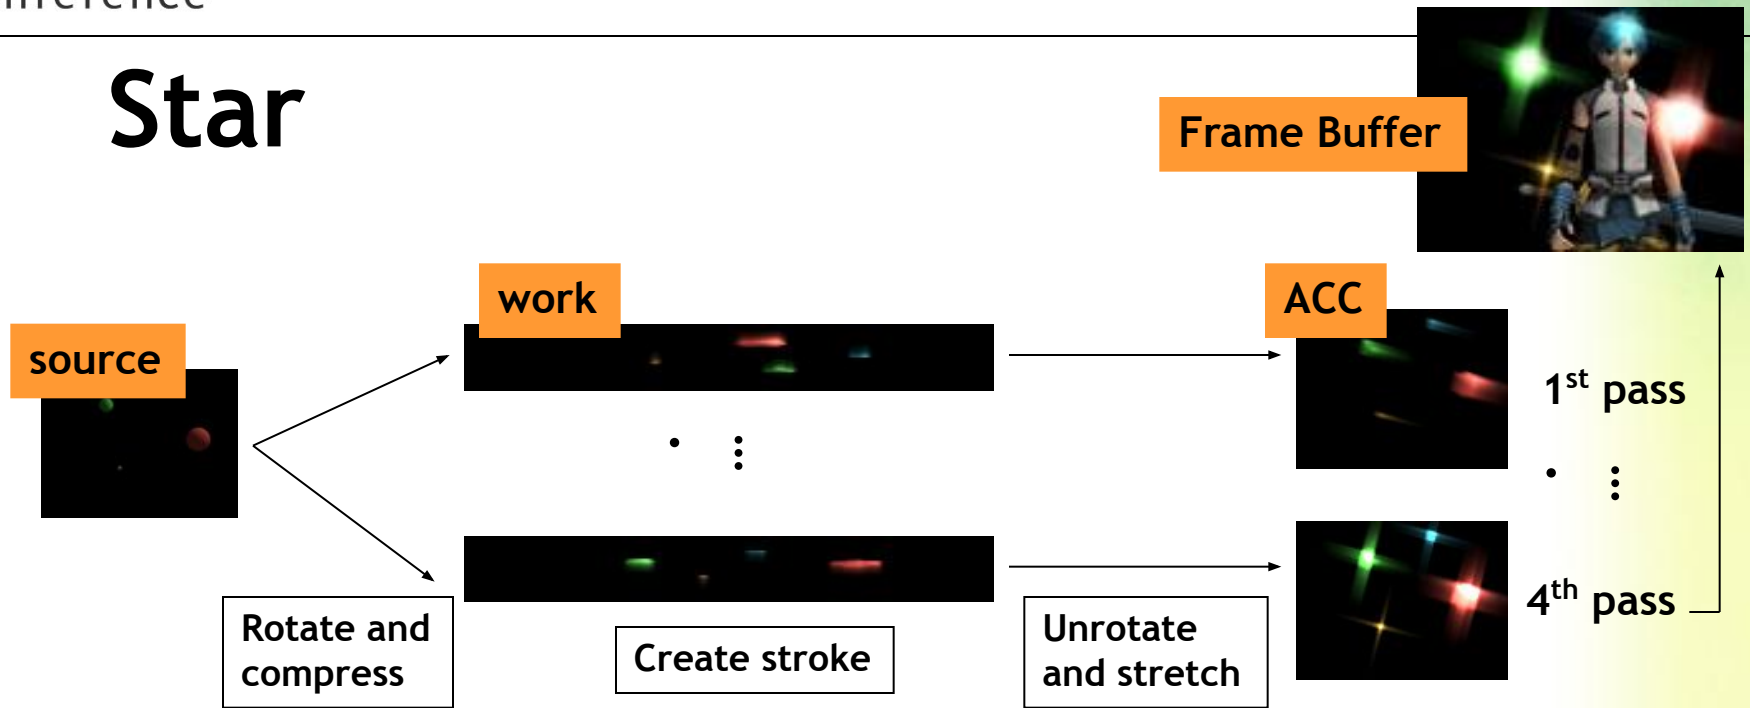 Star
Frame Buffer
work
ACC
source
1st pass
4th pass
Rotate and
compress
Create stroke
Unrotate
and stretch